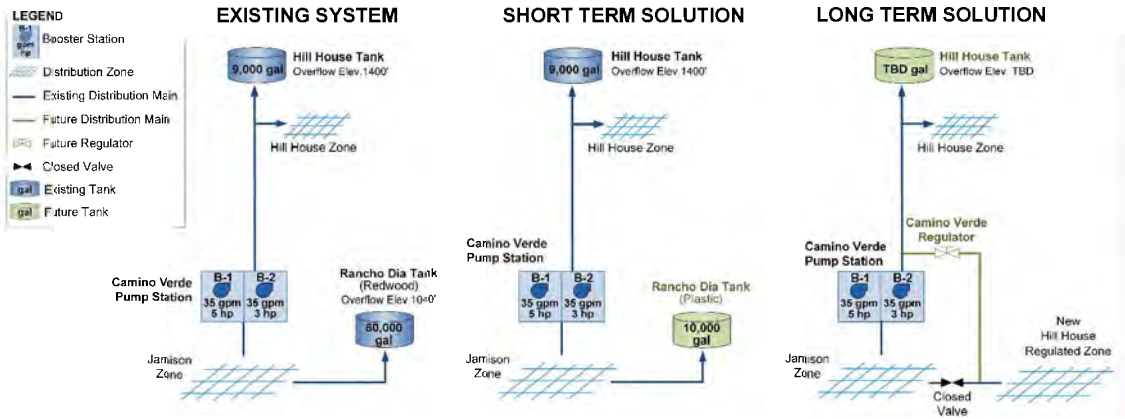 LEGEND
B-1
gpm
hp
Booster Station
Distribution Zone
Existing Distribution Main
Future Distribution Main
Future Regulator
Closed Valve
gal Existing Tank
gal Future Tank
EXISTING SYSTEM
9,000 gal
Hill House Tank
Overflow Elev. 1400'
Hill House Zone
Camino Verde
Pump Station
B-1 B-2
35 gpm 35 gpm
5 hp 3 hp
Rancho Dia Tank
(Redwood)
Overflow Elev
gal
Jamison
Zone
SHORT TERM SOLUTION
9,000 gal
Hill House Tank
Overflow Elev. 1400'
Hill House Zone
Camino Verde
Pump Station
B-1 B-2
35 gpm 35 gpm
5 hp 3 hp
Rancho Dia Tank
(Plastic)
10,000
gal
Jamison
Zone
LONG TERM SOLUTION
TBD gal
Hill House Tank
Overflow Elev. TBD
Hill House Zone
Camino Verde
Regulator
Camino Verde
Pump Station
B-1 B-2
35 gpm 35 gpm
5 hp 3 hp
New
Hill House
Regulated Zone
Jamison
Zone
Closed
Valve